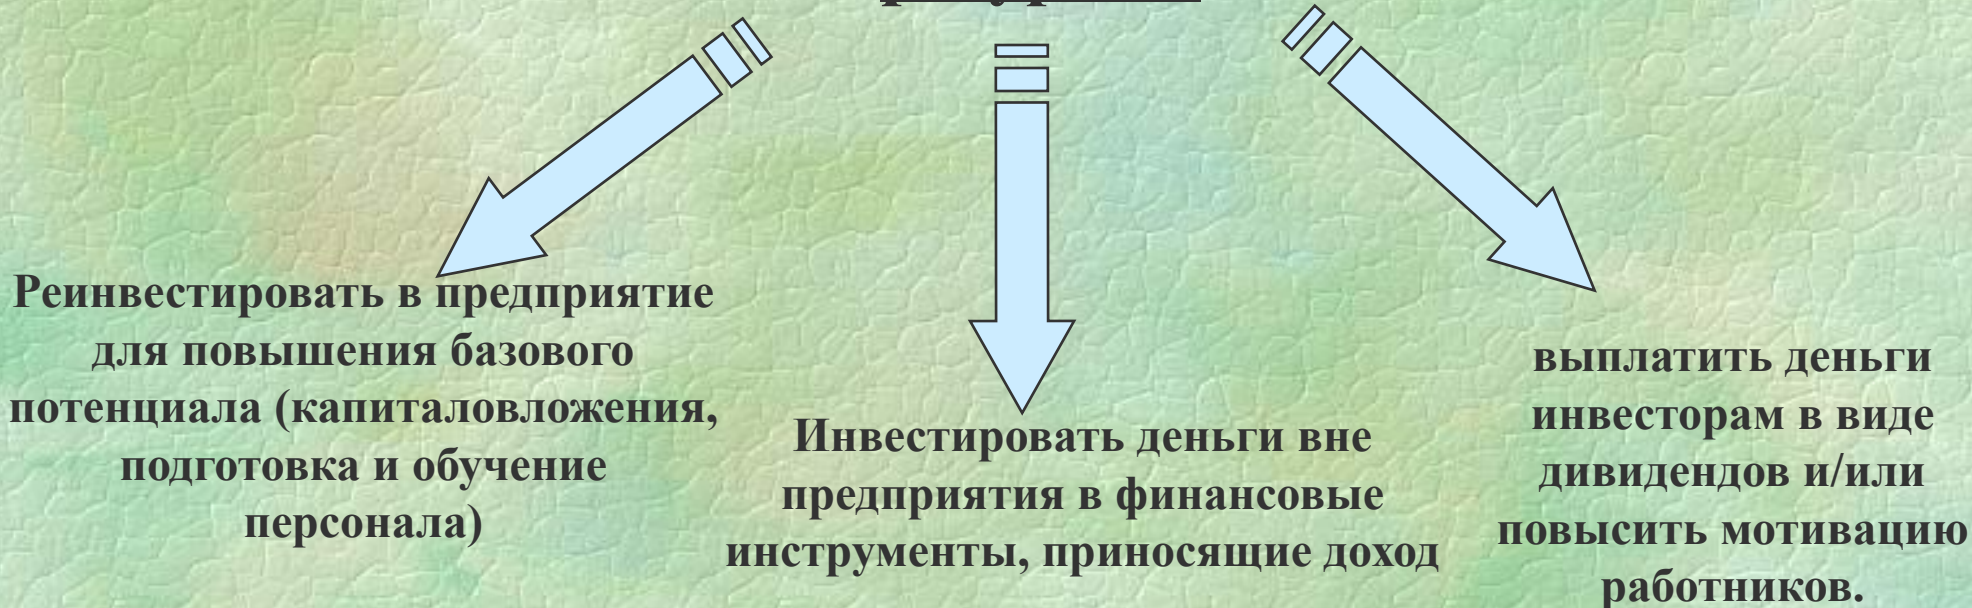 Реинвестировать в предприятие
для повышения базового
потенциала (капиталовложения,
подготовка и обучение
персонала)
Инвестировать деньги вне
предприятия в финансовые
инструменты, приносящие доход
выплатить деньги
инвесторам в виде
дивидендов и/или
повысить мотивацию
работников.